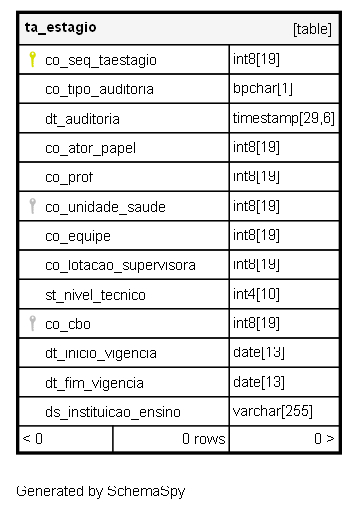 ta_estagio [table]
co_seq_taestagio int8[19]
co_tipo_auditoria bpchar[1]
dt_auditoria timestamp[29,6]
co_ator_papel int8[19]
co_prof int8[19]
co_unidade_saude int8[19]
co_equipe int8[19]
co_lotacao_supervisora int8[19]
st_nivel_tecnico int4[10]
co_cbo int8[19]
dt_inicio_vigencia date[13]
dt_fim_vigencia date[13]
ds_instituicao_ensino varchar[255]
< 0 0 rows 0 >
Generated by SchemaSpy